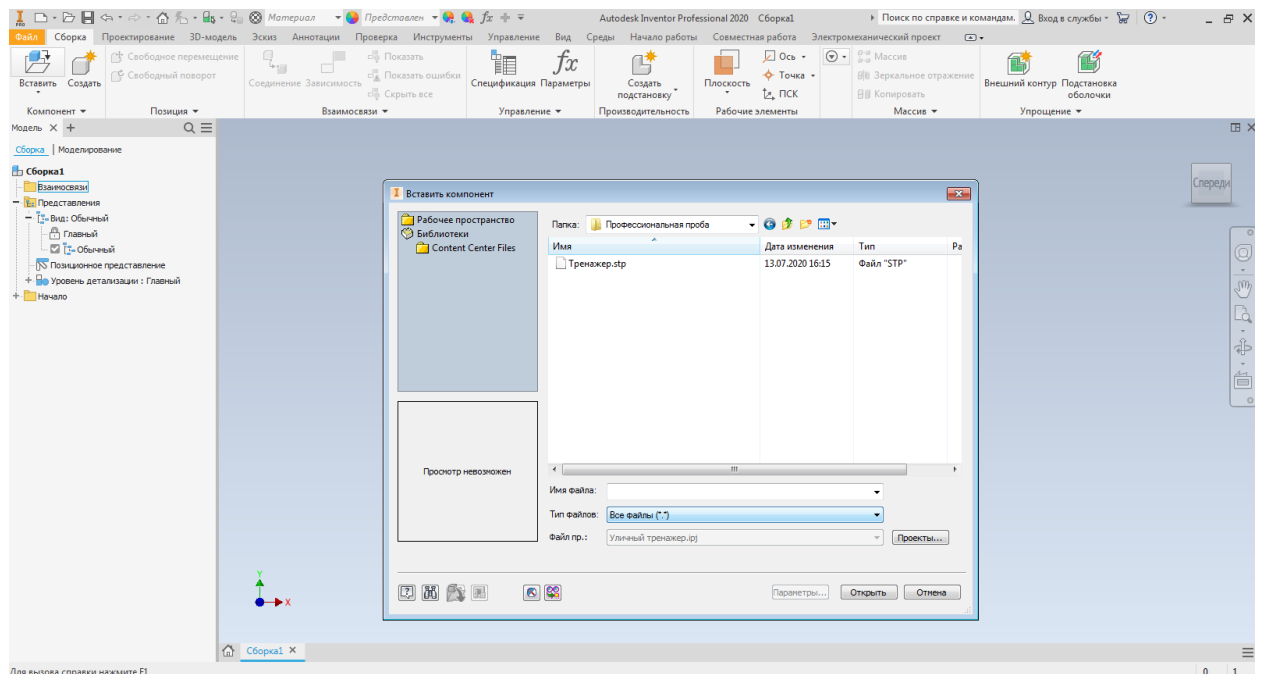 PRO Материал Представлен fx Autodesk Inventor Professional 2020 Сборка1 Поиск по справке и командам. Вход в службы
Файл Сборка Проектирование 3D-модель Эскиз Аннотации Проверка Инструменты Управление Вид Среды Начало работы Совместная работа Электромеханический проект
Вставить Создать
Свободное перемещение
Свободный поворот
Соединение Зависимость
Показать
Показать ошибки
Скрыть все
Спецификация
fx
Параметры
Создать
подстановку
Плоскость
Ось
Точка
ПСК
Массив
Зеркальное отражение
Копировать
Внешний контур Подстановка
оболочки
Компонент Позиция Взаимосвязи Управление Производительность Рабочие элементы Массив Упрощение
Модель X +
Сборка | Моделирование
Сборка1
Взаимосвязи
Представления
Вид: Обычный
Главный
Обычный
Позиционное представление
Уровень детализации : Главный
Начало
Спереди
Вставить компонент
Рабочее пространство
Библиотеки
Content Center Files
Папка: Профессиональная проба
Имя Дата изменения Тип Ра
Тренажер.stp 13.07.2020 16:15 Файл "STP"
Просмотр невозможен
Имя файла:
Тип файлов: Все файлы (*.*)
Файл пр.: Уличный тренажер.ipj Проекты...
Параметры... Открыть Отмена
Y
X
Сборка1 X
Для вызова справки нажмите F1 0 1